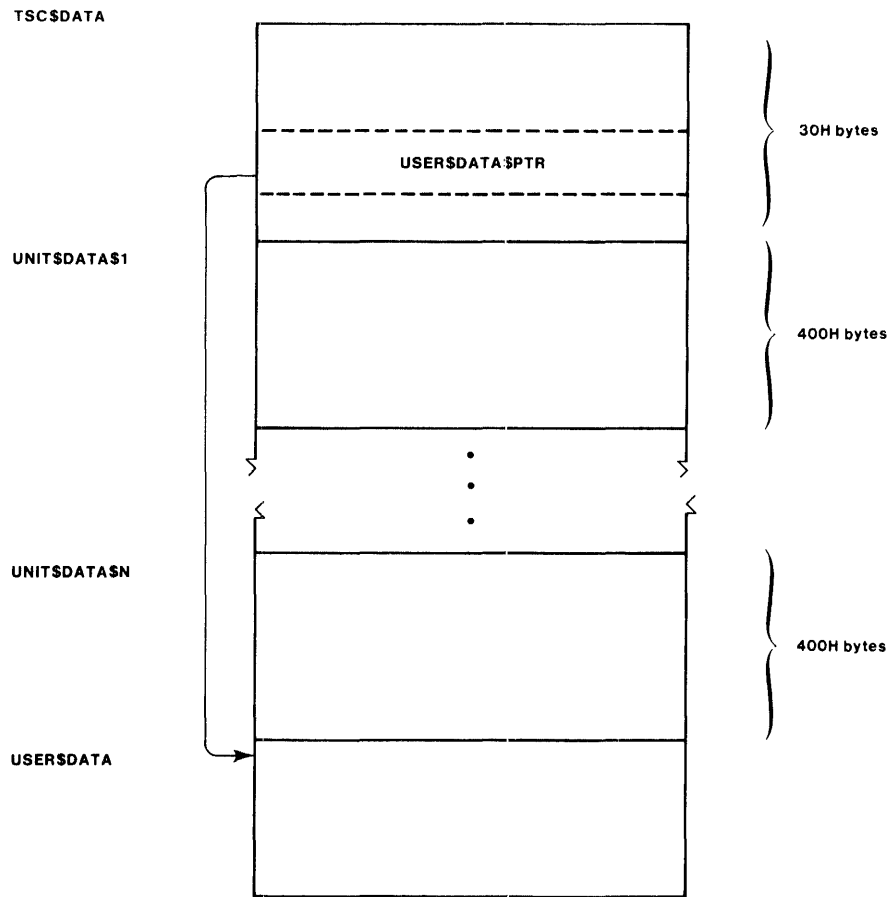 TSC$DATA
30H bytes
USER$DATA$PTR
UNIT$DATA$1
400H bytes
UNIT$DATA$N
400H bytes
USER$DATA